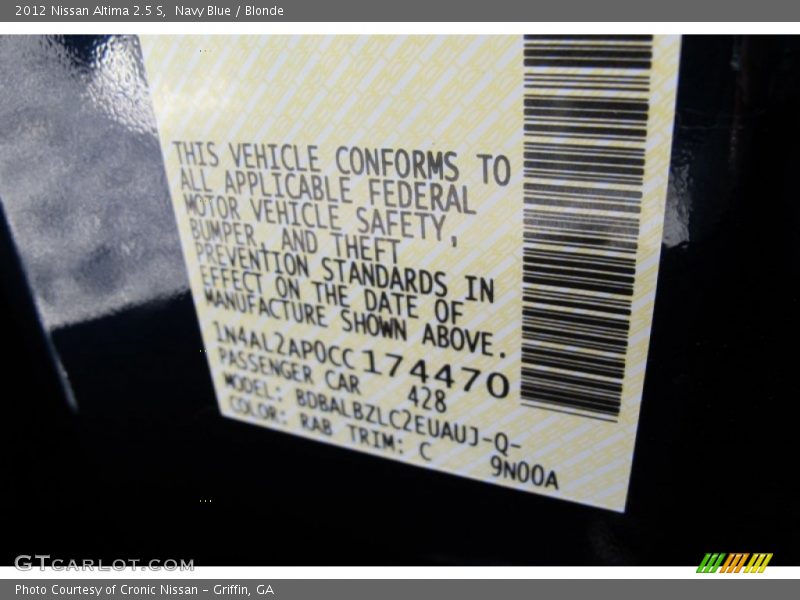 2012 Nissan Altima 2.5 S,  Navy Blue / Blonde
THIS VEHICLE CONFORMS TO
ALL APPLICABLE FEDERAL
MOTOR VEHICLE SAFETY,
BUMPER, AND THEFT
PREVENTION STANDARDS IN
EFFECT ON THE DATE OF
MANUFACTURE SHOWN ABOVE.
1N4AL2AP0CC174470
PASSENGER CAR 428
MODEL: BDBALBZLC2EUAUJ-Q-
COLOR: RAB TRIM: C 9N00A
GTCARLOT.COM
Photo Courtesy of Cronic Nissan - Griffin, GA